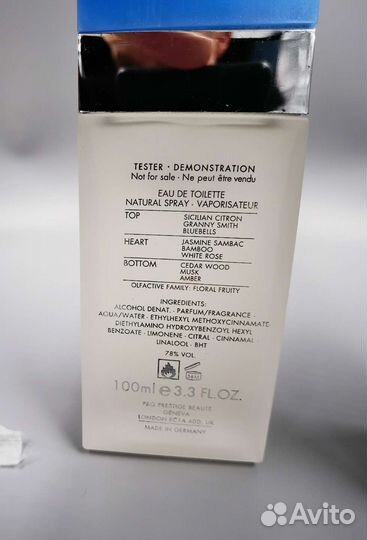 TESTER · DEMONSTRATION
Not for sale · Ne peut être vendu
EAU DE TOILETTE
NATURAL SPRAY · VAPORISATEUR
TOP SICILIAN CITRON
GRANNY SMITH
BLUEBELLS
HEART JASMINE SAMBAC
BAMBOO
WHITE ROSE
BOTTOM CEDAR WOOD
MUSK
AMBER
OLFACTIVE FAMILY: FLORAL FRUITY
INGREDIENTS:
ALCOHOL DENAT. · PARFUM/FRAGRANCE ·
AQUA/WATER · ETHYLHEXYL METHOXYCINNAMATE
DIETHYLAMINO HYDROXYBENZOYL HEXYL
BENZOATE · LIMONENE · CITRAL · CINNAMAL ·
LINALOOL · BHT
78% VOL.
36M
100ml e 3.3 FL.OZ.
P&G PRESTIGE BEAUTE
GENEVA
LONDON EC1A 4DD, UK
MADE IN GERMANY
Avito